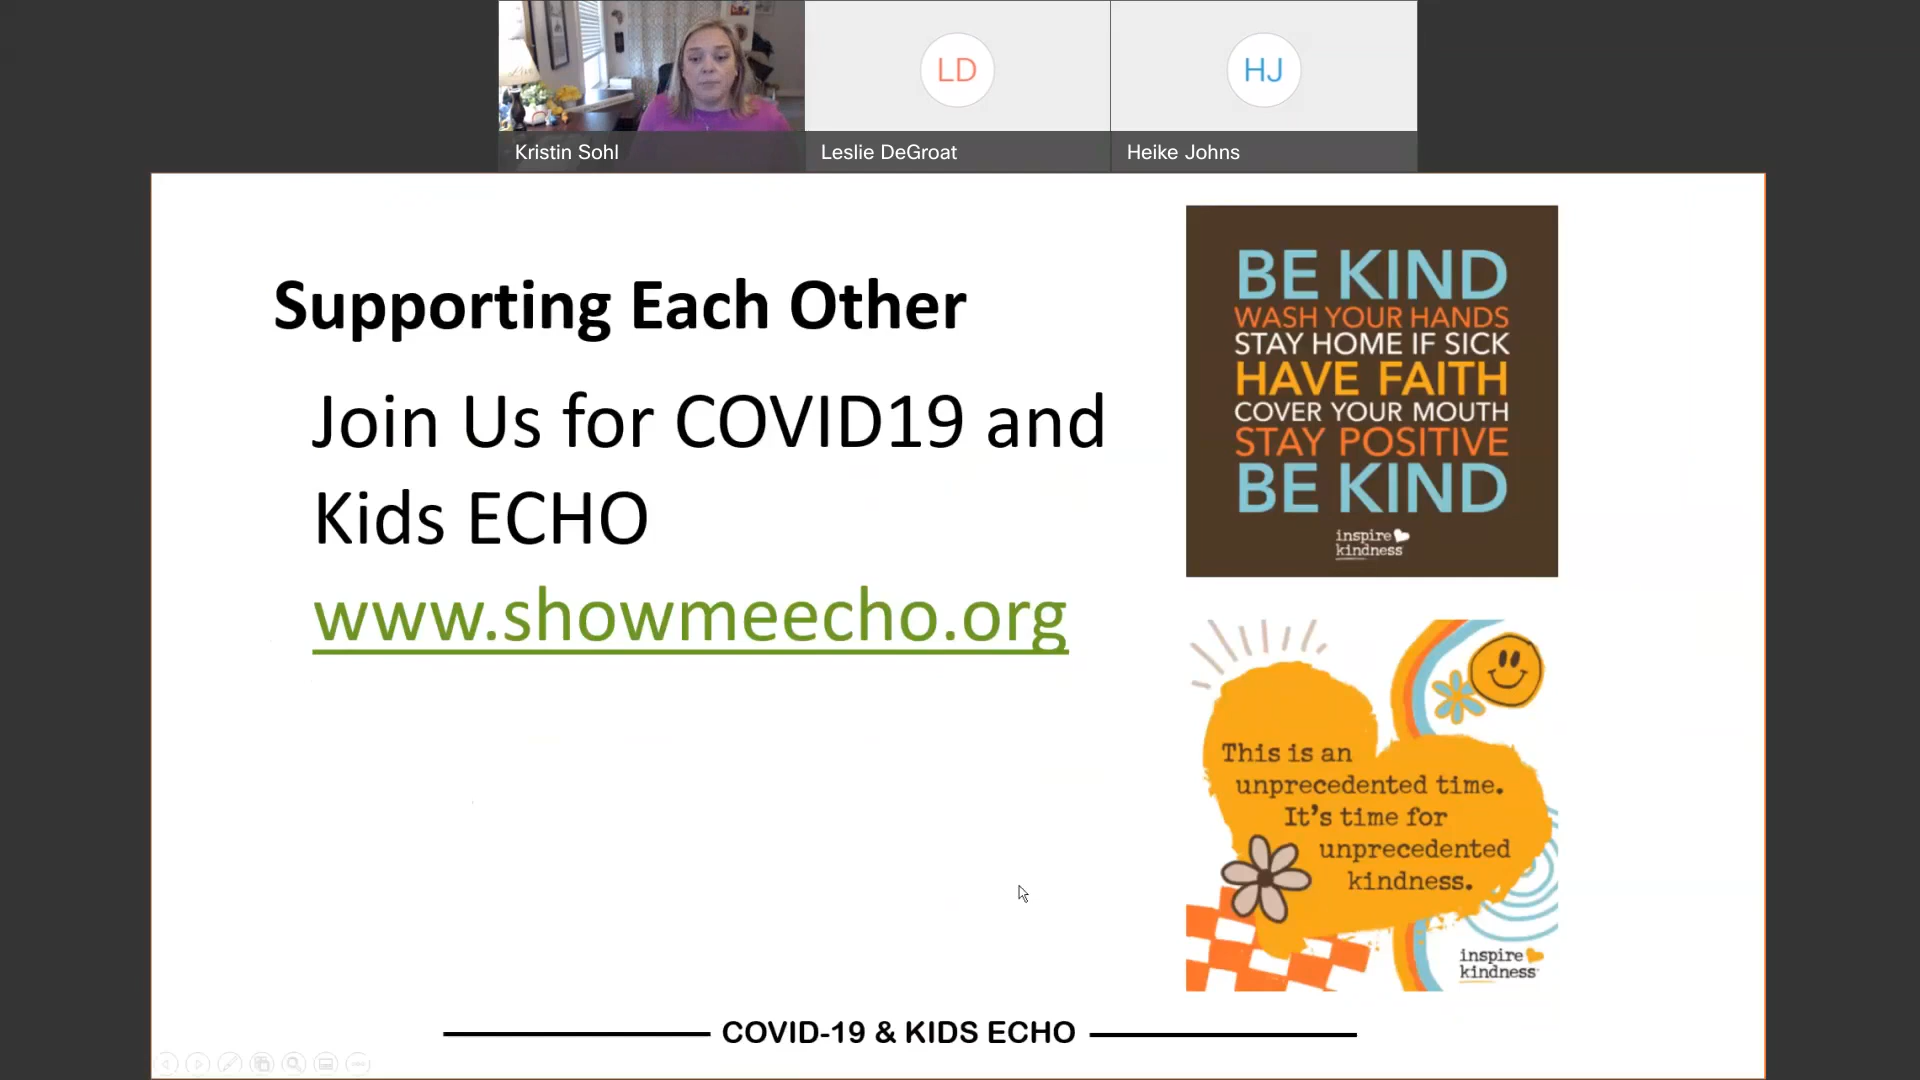 LD
HJ
Kristin Sohl
Leslie DeGroat
Heike Johns
Supporting Each Other
Join Us for COVID19 and
Kids ECHO
www.showmeecho.org
BE KIND
WASH YOUR HANDS
STAY HOME IF SICK
HAVE FAITH
COVER YOUR MOUTH
STAY POSITIVE
BE KIND
inspire
kindness
This is an
unprecedented time.
It's time for
unprecedented
kindness.
inspire
kindness
COVID-19 & KIDS ECHO